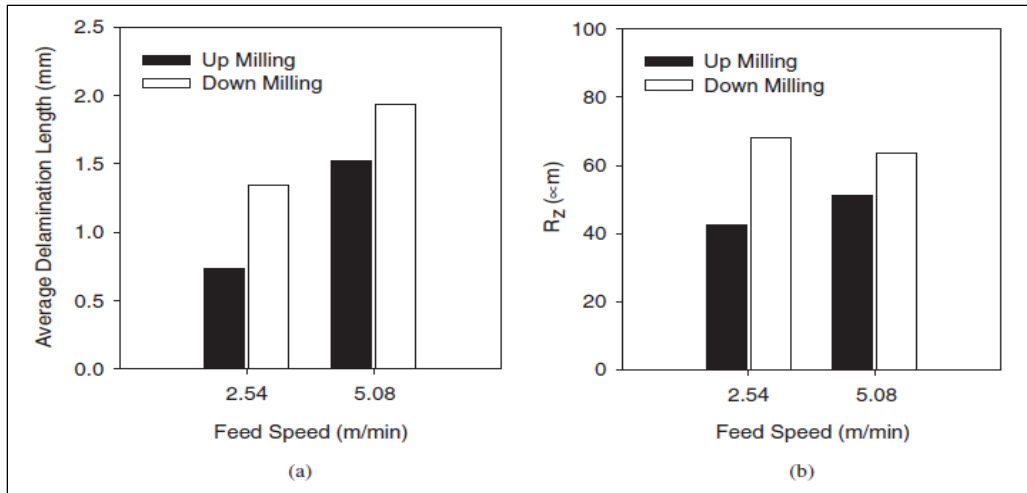 2.5
2.0
1.5
1.0
0.5
0.0
Average Delamination Length (mm)
Up Milling
Down Milling
2.54 5.08
Feed Speed (m/min)
(a)
100
80
60
40
20
0
Rz (∝m)
Up Milling
Down Milling
2.54 5.08
Feed Speed (m/min)
(b)